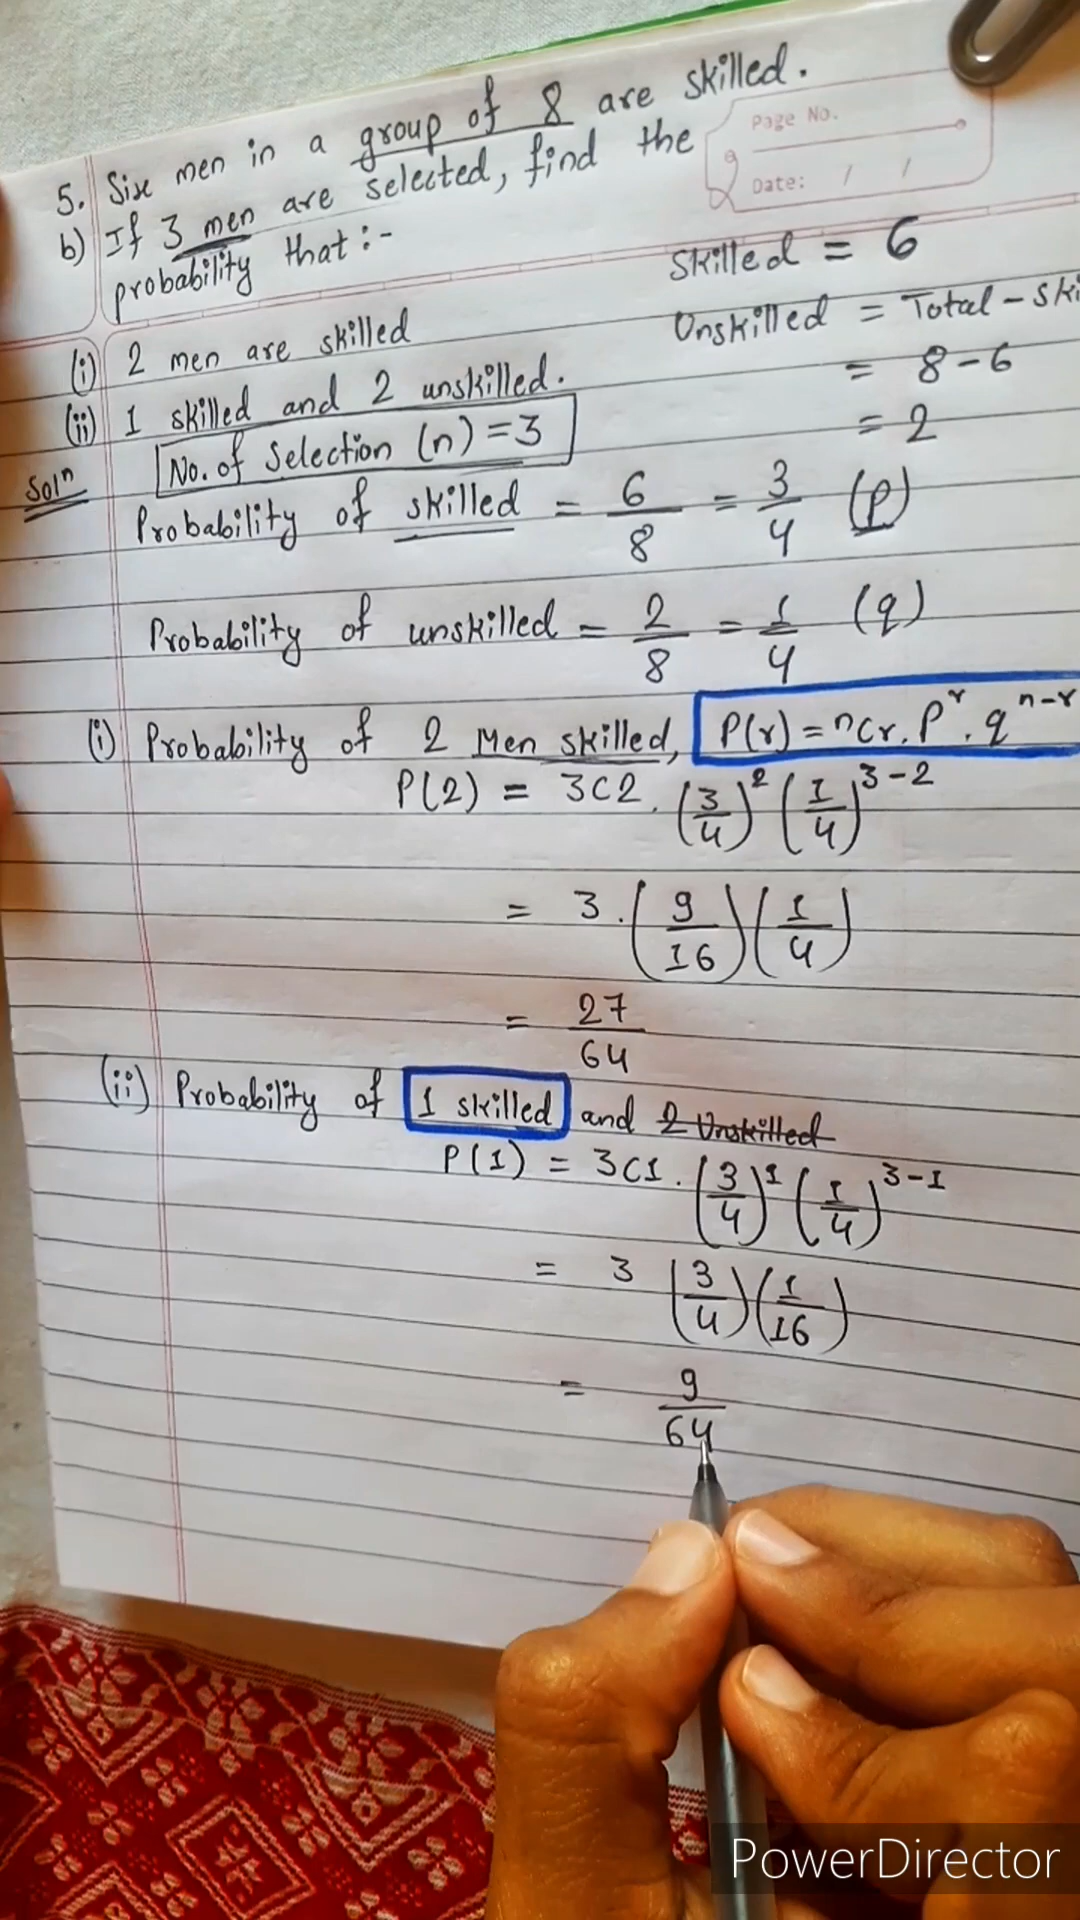 5. Six men in a group of 8 are skilled.
b) If 3 men are selected, find the
probability that :-
Page No.
Date: / /
(i) 2 men are skilled
(ii) 1 skilled and 2 unskilled.
Skilled = 6
Unskilled = Total - Ski
= 8 - 6
= 2
Solⁿ
No. of Selection (n) = 3
Probability of skilled = 6/8 = 3/4 (p)
Probability of unskilled = 2/8 = 1/4 (q)
(i) Probability of 2 Men skilled, P(r) = ⁿCr. P^r. q^(n-r)
P(2) = 3C2. (3/4)^2 (1/4)^(3-2)
= 3. (9/16) (1/4)
= 27/64
(ii) Probability of 1 skilled and 2 Unskilled
P(1) = 3C1. (3/4)^1 (1/4)^(3-1)
= 3 (3/4) (1/16)
= 9/64
PowerDirector